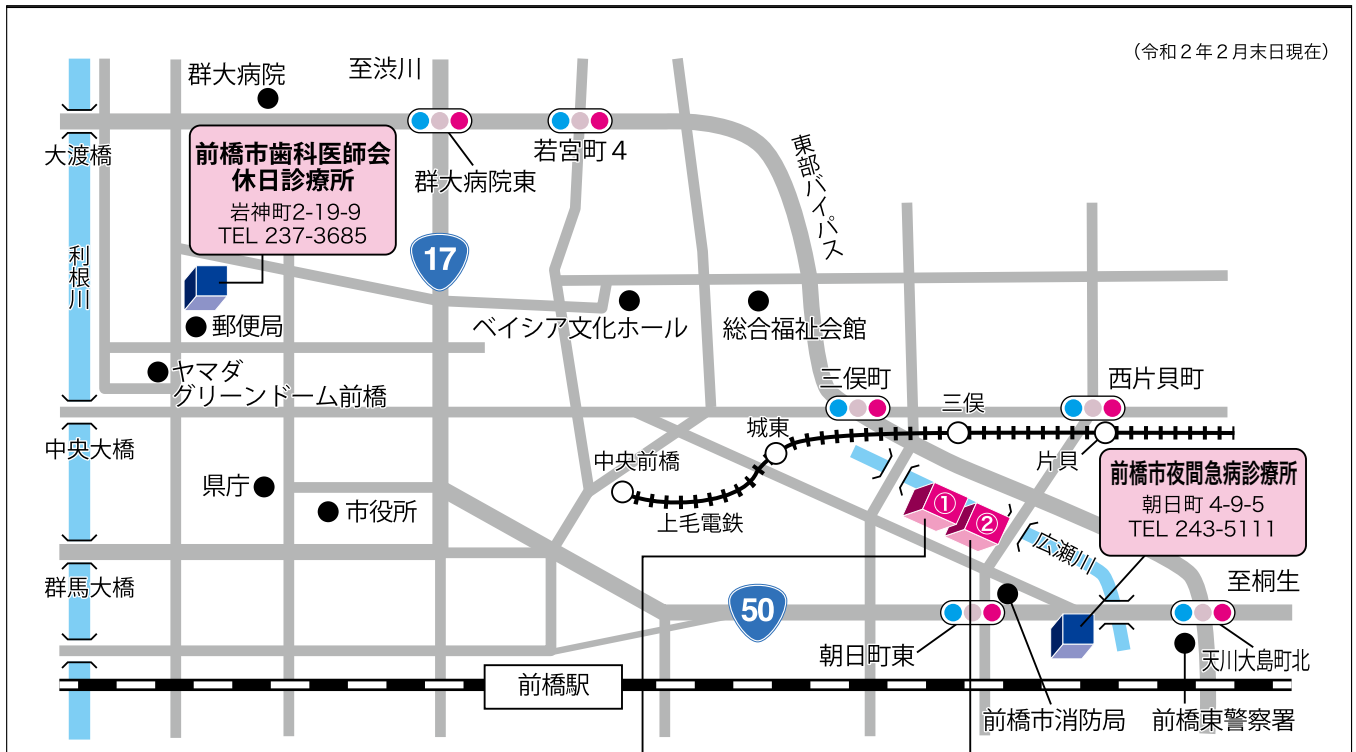 （令和２年２月末日現在）
群大病院
至渋川
大渡橋
前橋市歯科医師会
休日診療所
岩神町2-19-9
TEL 237-3685
群大病院東
若宮町４
東部バイパス
利根川
17
郵便局
ベイシア文化ホール
総合福祉会館
ヤマダ
グリーンドーム前橋
三俣町
三俣
西片貝町
中央大橋
城東
中央前橋
片貝
前橋市夜間急病診療所
朝日町 4-9-5
TEL 243-5111
県庁
市役所
上毛電鉄
①
②
広瀬川
群馬大橋
至桐生
50
朝日町東
天川大島町北
前橋駅
前橋市消防局
前橋東警察署